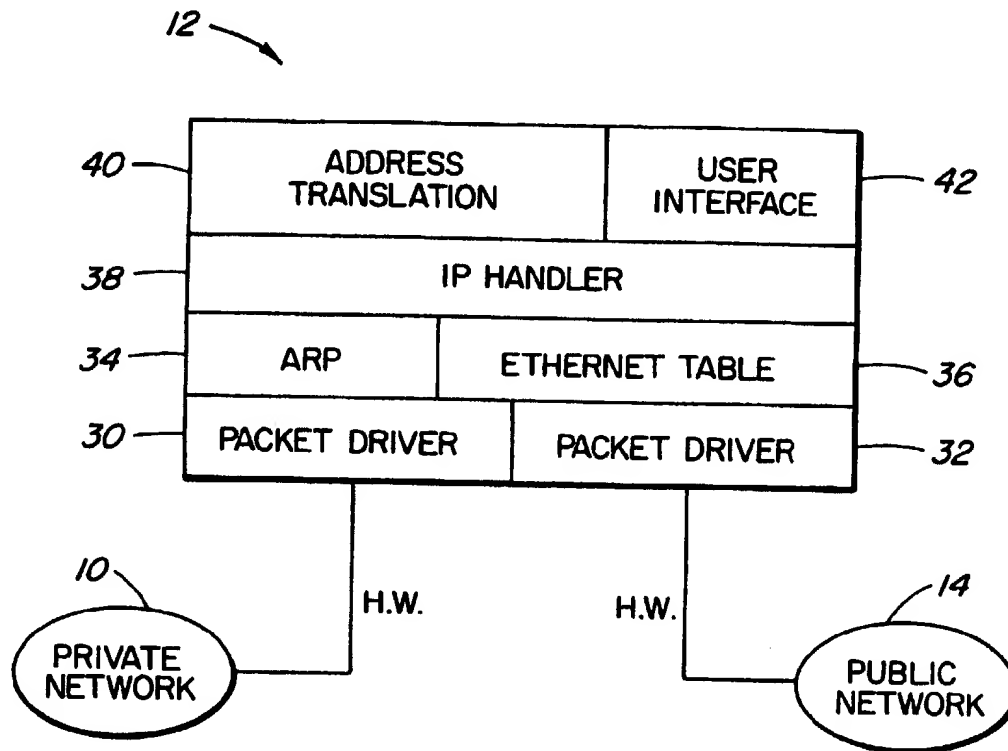 12
40
ADDRESS
TRANSLATION
USER
INTERFACE
42
38
IP HANDLER
34
ARP
ETHERNET TABLE
36
30
PACKET DRIVER
PACKET DRIVER
32
10
H.W.
H.W.
14
PRIVATE
NETWORK
PUBLIC
NETWORK